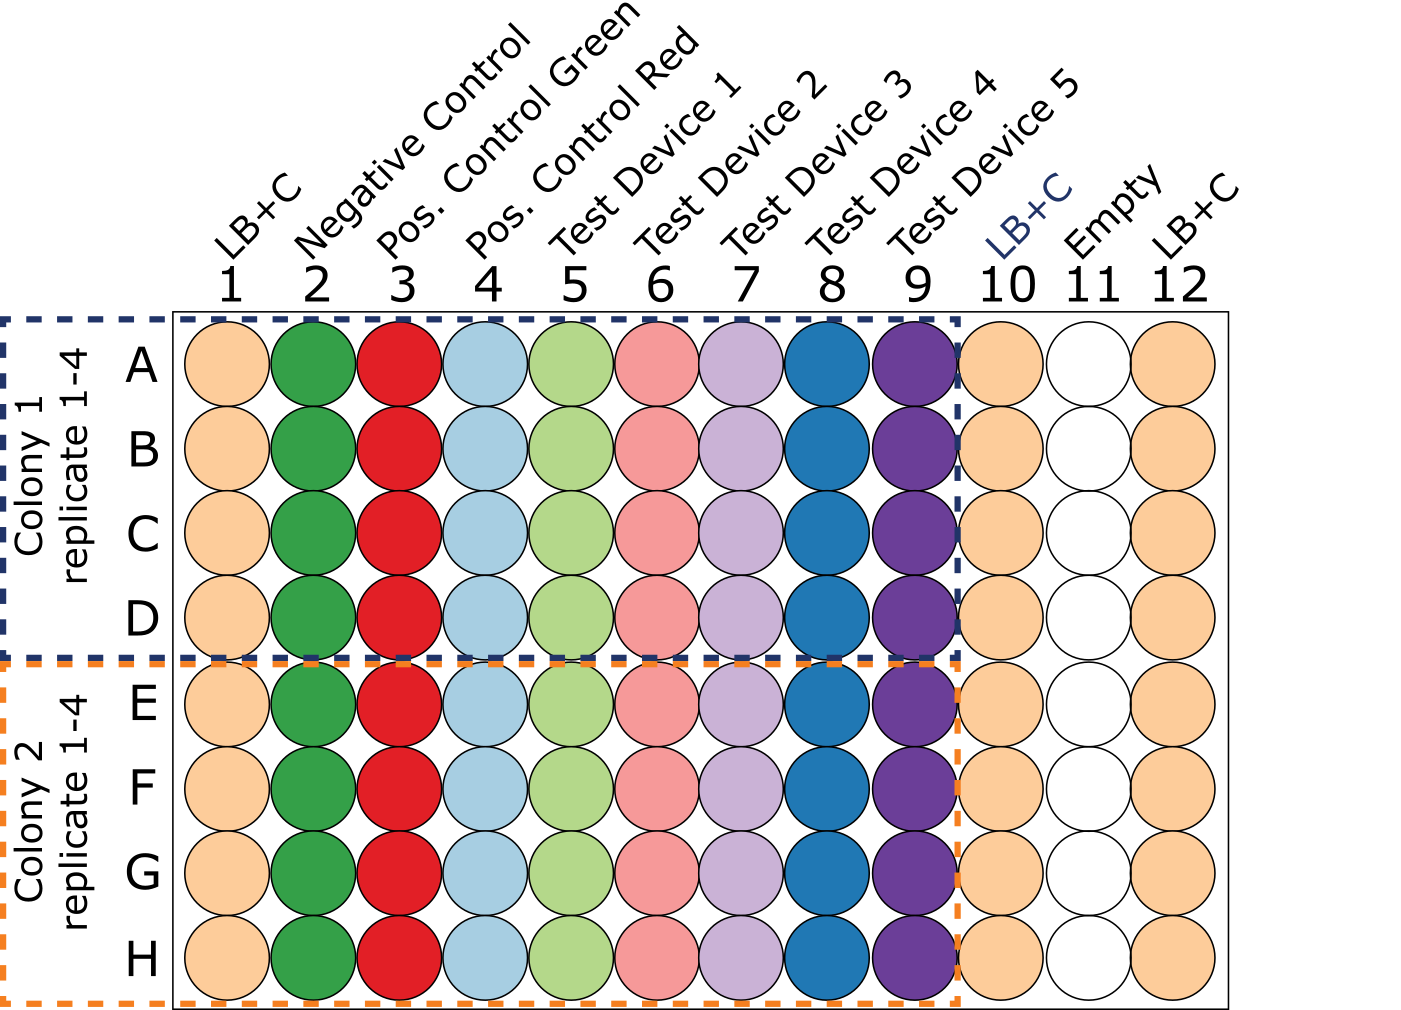 LB+C
Negative Control
Pos. Control Green
Pos. Control Red
Test Device 1
Test Device 2
Test Device 3
Test Device 4
Test Device 5
LB+C
Empty
LB+C
1 2 3 4 5 6 7 8 9 10 11 12
Colony 1
replicate 1-4
A
B
C
D
Colony 2
replicate 1-4
E
F
G
H